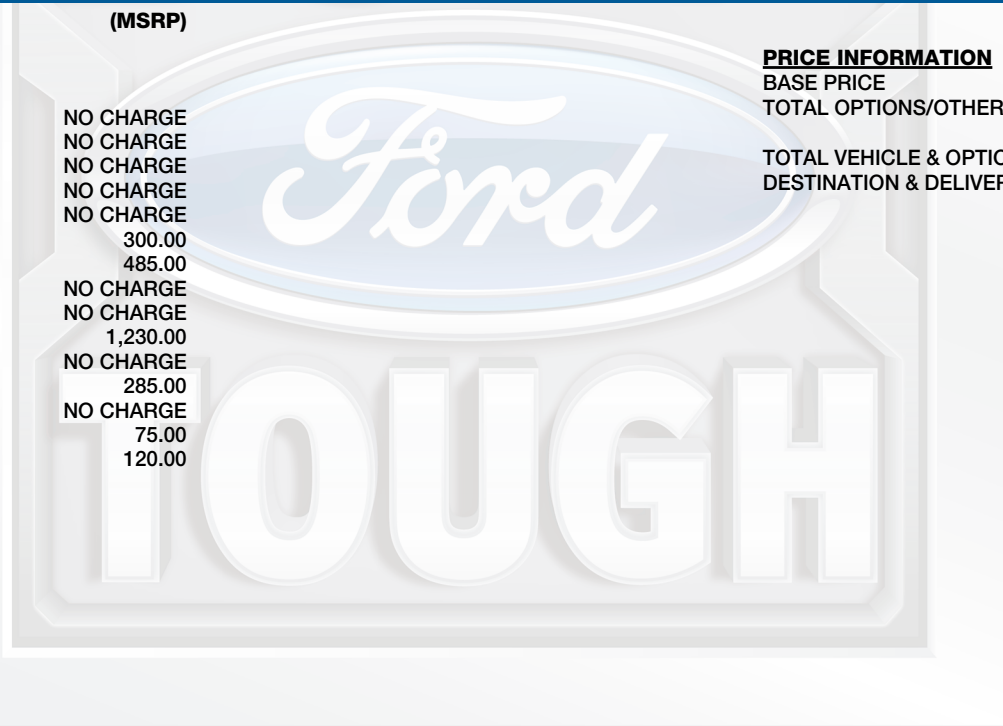 (MSRP)
NO CHARGE
NO CHARGE
NO CHARGE
NO CHARGE
NO CHARGE
300.00
485.00
NO CHARGE
NO CHARGE
1,230.00
NO CHARGE
285.00
NO CHARGE
75.00
120.00
PRICE INFORMATION
BASE PRICE
TOTAL OPTIONS/OTHER
TOTAL VEHICLE & OPTIO
DESTINATION & DELIVER
Ford
TOUGH